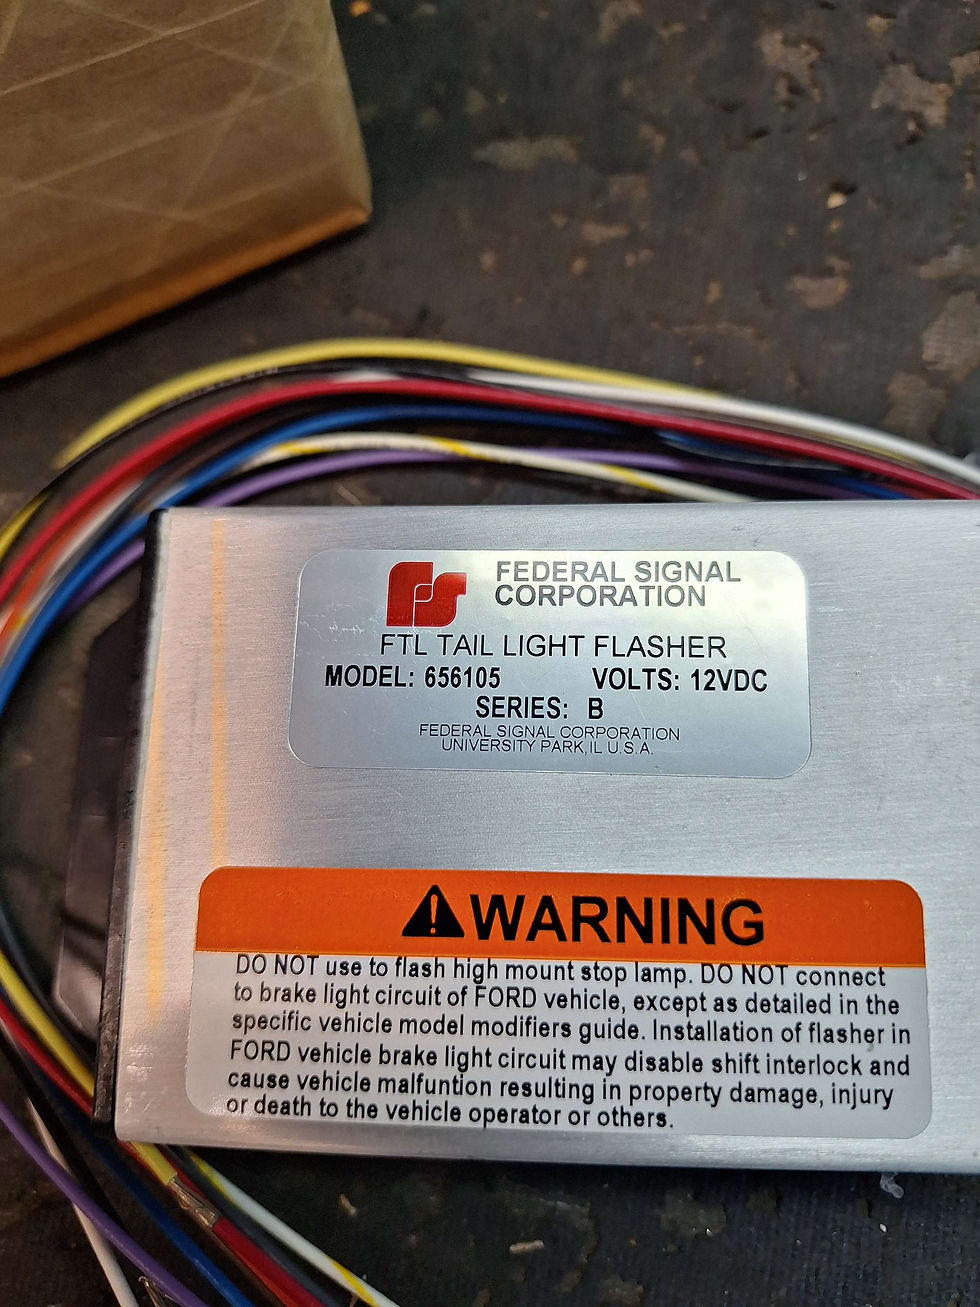 FEDERAL SIGNAL
CORPORATION
FTL TAIL LIGHT FLASHER
MODEL: 656105 VOLTS: 12VDC
SERIES: B
FEDERAL SIGNAL CORPORATION
UNIVERSITY PARK, IL U.S.A.
WARNING
DO NOT use to flash high mount stop lamp. DO NOT connect
to brake light circuit of FORD vehicle, except as detailed in the
specific vehicle model modifiers guide. Installation of flasher in
FORD vehicle brake light circuit may disable shift interlock and
cause vehicle malfuntion resulting in property damage, injury
or death to the vehicle operator or others.